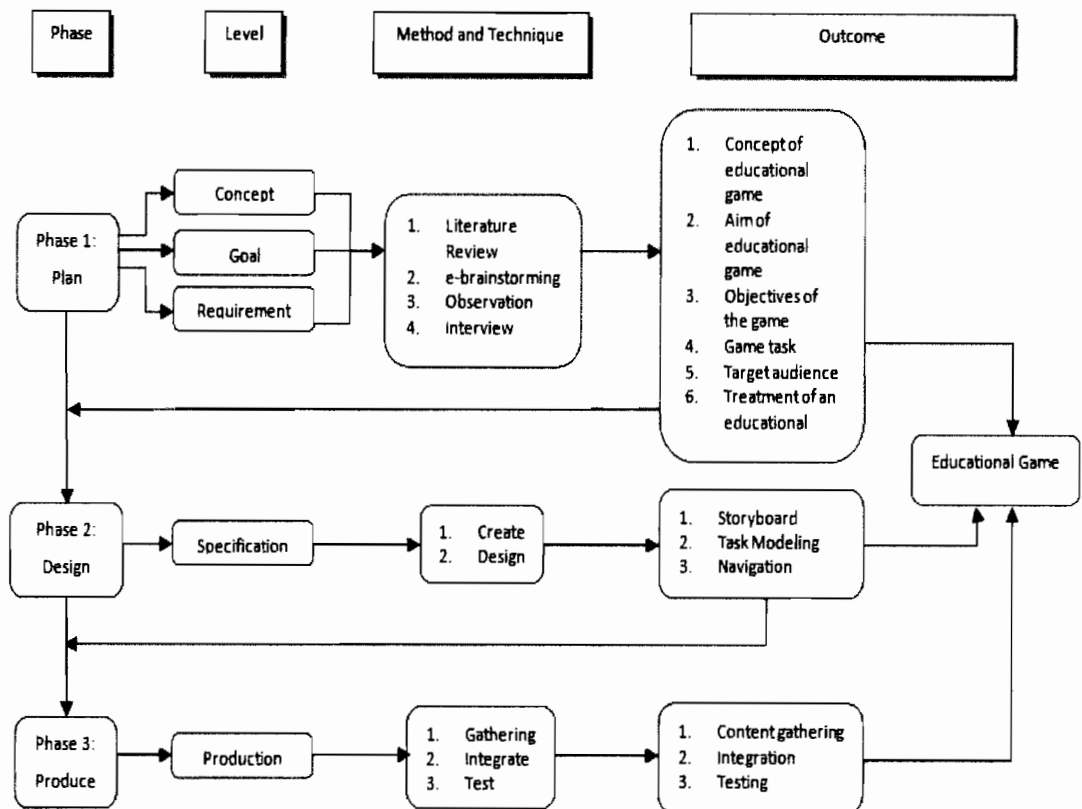 Phase
Level
Method and Technique
Outcome
Phase 1:
Plan
Concept
Goal
Requirement
1. Literature
Review
2. e-brainstorming
3. Observation
4. Interview
1. Concept of
educational
game
2. Aim of
educational
game
3. Objectives of
the game
4. Game task
5. Target audience
6. Treatment of an
educational
Educational Game
Phase 2:
Design
Specification
1. Create
2. Design
1. Storyboard
2. Task Modeling
3. Navigation
Phase 3:
Produce
Production
1. Gathering
2. Integrate
3. Test
1. Content gathering
2. Integration
3. Testing